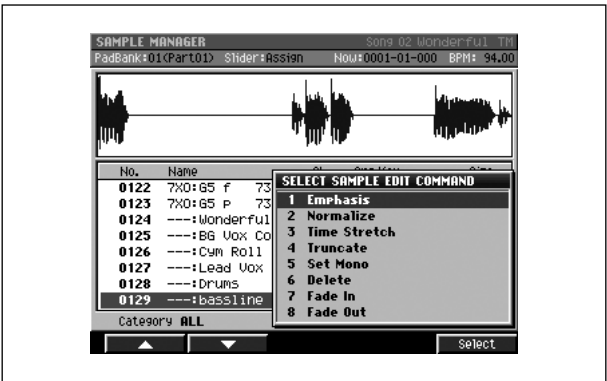 SAMPLE MANAGER Song 02 Wonderful TM
PadBank:01(Part01) Slider:Assign Now:0001-01-000 BPM: 94.00
No. Name
0122 7X0:G5 f 73
0123 7X0:G5 P 73
0124 ---:Wonderful
0125 ---:BG Vox Co
0126 ---:Cym Roll
0127 ---:Lead Vox
0128 ---:Drums
0129 ---:bassline
SELECT SAMPLE EDIT COMMAND
1 Emphasis
2 Normalize
3 Time Stretch
4 Truncate
5 Set Mono
6 Delete
7 Fade In
8 Fade Out
Category ALL
Select